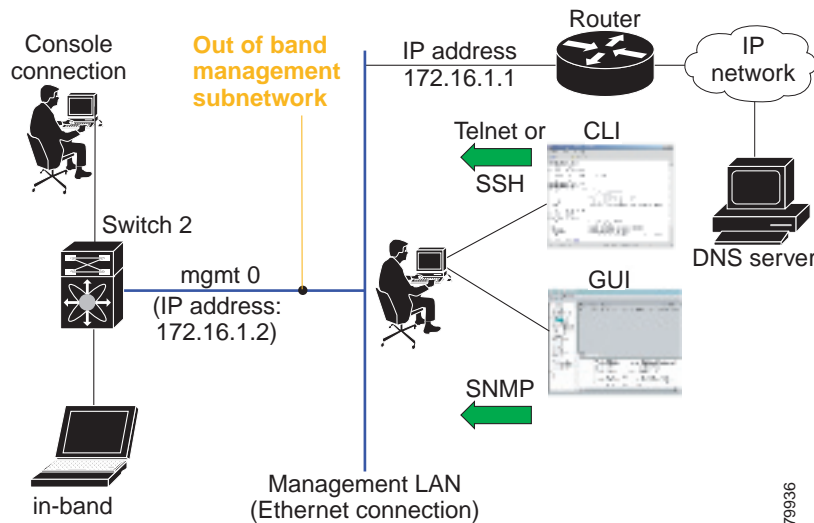 Console
connection
Out of band
management
subnetwork
IP address
172.16.1.1
Router
IP
network
Telnet or
SSH
CLI
DNS server
Switch 2
mgmt 0
(IP address:
172.16.1.2)
GUI
SNMP
in-band
Management LAN
(Ethernet connection)
79936